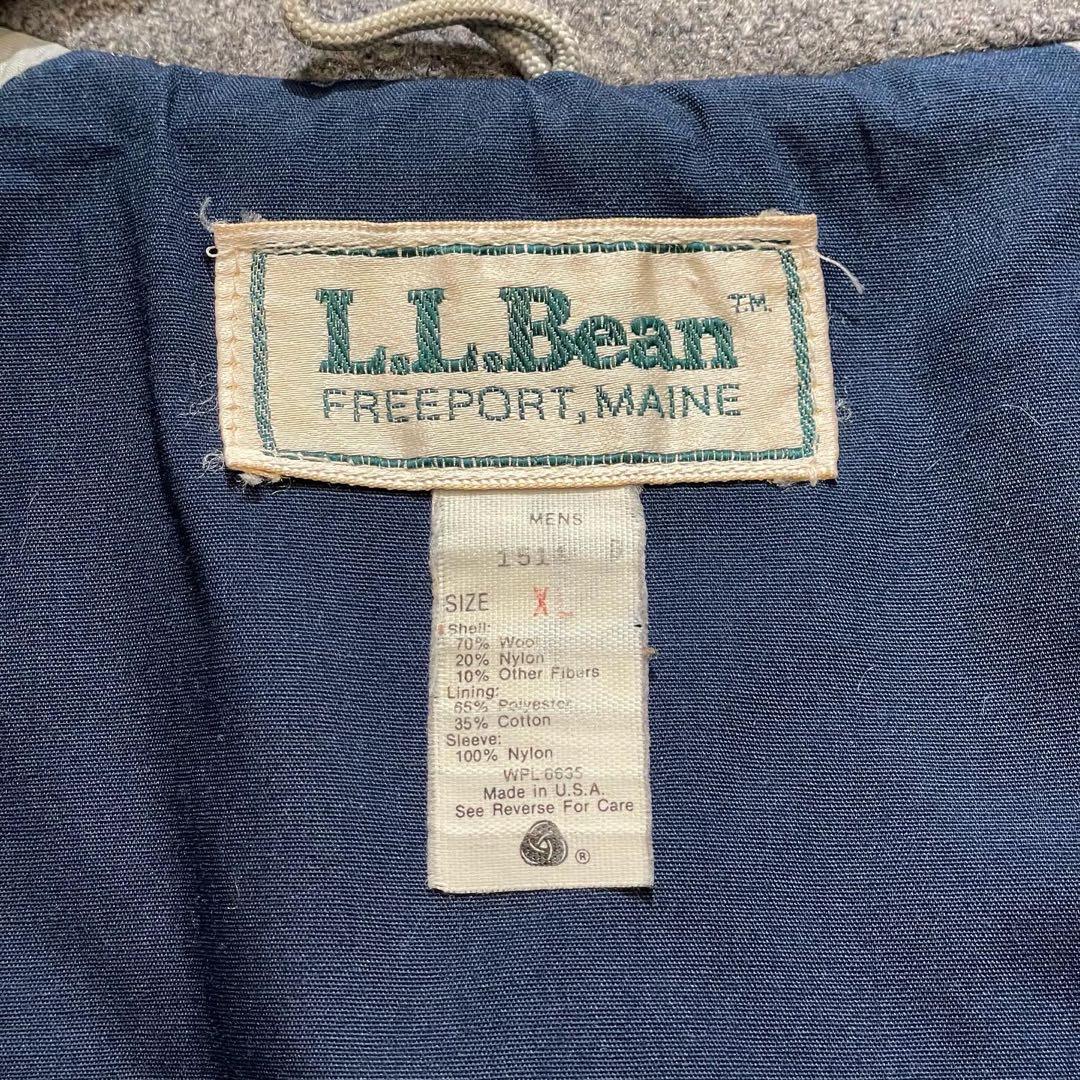 L.L.Bean T.M.
FREEPORT, MAINE
MENS
SIZE XL
Shell:
70% Wool
20% Nylon
10% Other Fibers
Lining:
65% Polyester
35% Cotton
Sleeve:
100% Nylon
WPL 6635
Made in U.S.A.
See Reverse For Care
®